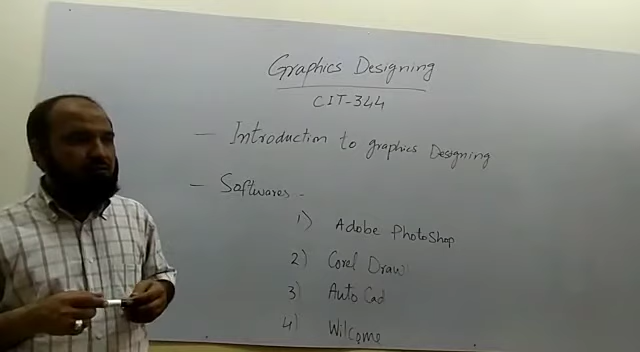 Graphics Designing
CIT-344
— Introduction to graphics Designing
— Softwares -
1) Adobe PhotoShop
2) Corel Draw
3) Auto Cad
4) Wilcome